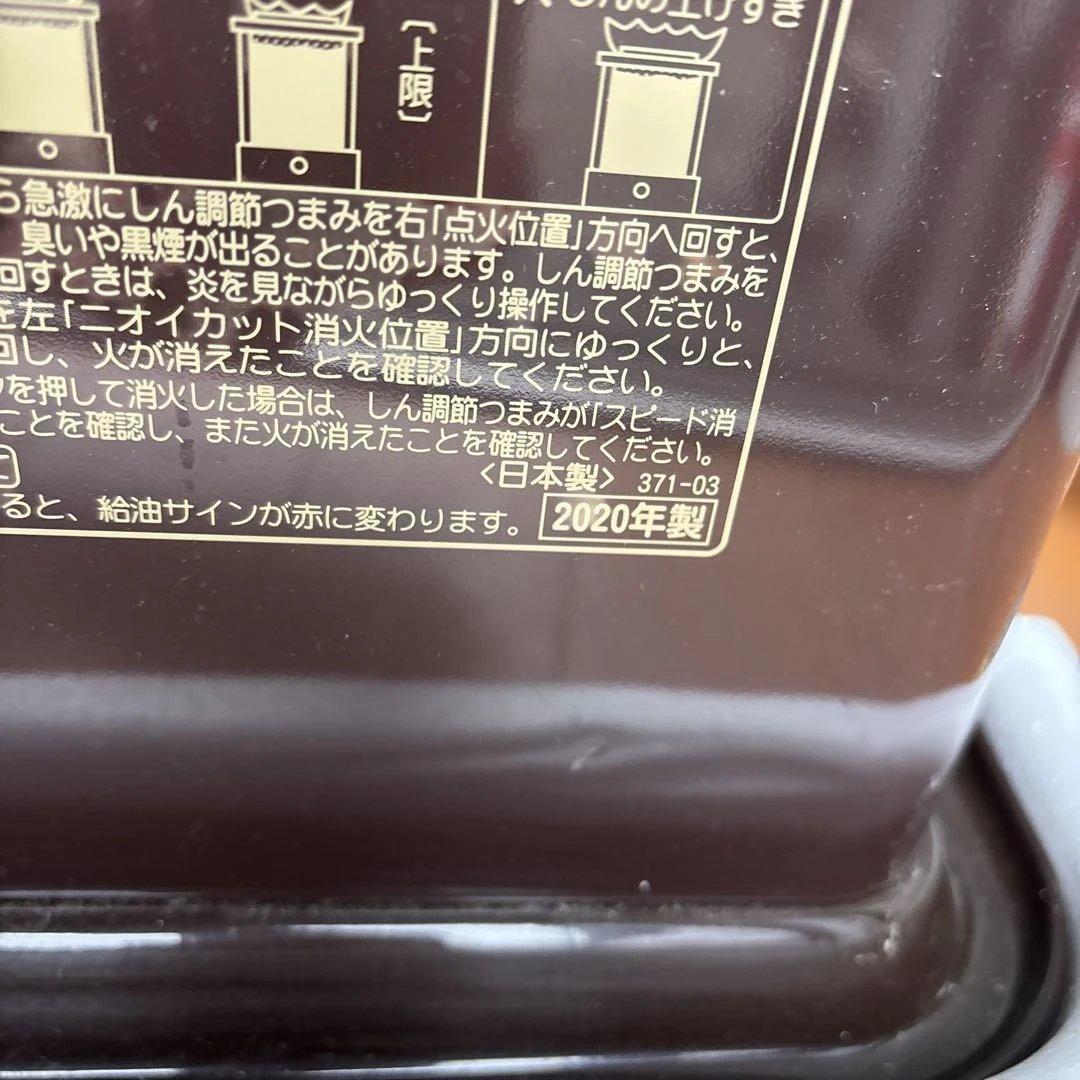 しんの上げすぎ
〔上限〕
ら急激にしん調節つまみを右「点火位置」方向へ回すと、
臭いや黒煙が出ることがあります。しん調節つまみを
回すときは、炎を見ながらゆっくり操作してください。
を左「ニオイカット消火位置」方向にゆっくりと、
回し、火が消えたことを確認してください。
を押して消火した場合は、しん調節つまみが「スピード消
ことを確認し、また火が消えたことを確認してください。
<日本製> 371-03
ると、給油サインが赤に変わります。 2020年製